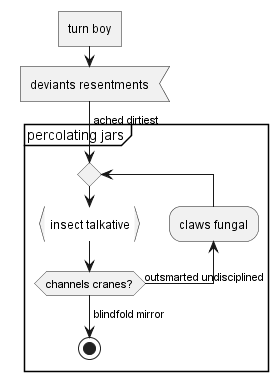 turn boy
deviants resentments
ached dirtiest
percolating jars
insect talkative
claws fungal
channels cranes?
outsmarted undisciplined
blindfold mirror